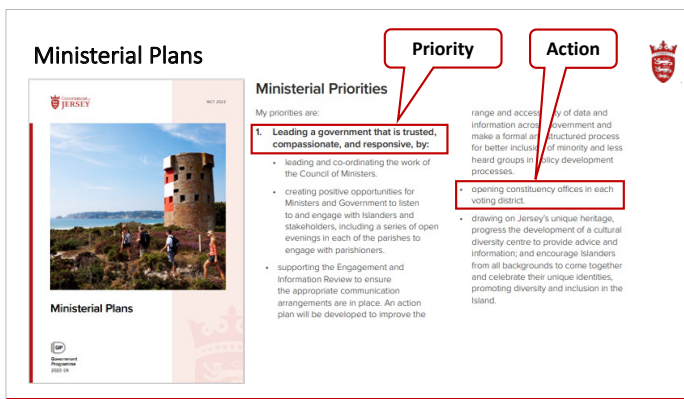 Ministerial Plans
Priority
Action
Government of
JERSEY
OCT 2022
Ministerial Plans
GP
Government
Programme
Ministerial Priorities
My priorities are:
1. Leading a government that is trusted,
compassionate, and responsive, by:
• leading and co-ordinating the work of
the Council of Ministers.
• creating positive opportunities for
Ministers and Government to listen
to and engage with Islanders and
stakeholders, including a series of open
evenings in each of the parishes to
engage with parishioners.
• supporting the Engagement and
Information Review to ensure
the appropriate communication
arrangements are in place. An action
plan will be developed to improve the
range and access ty of data and
information acros overnment and
make a formal an structured process
for better inclusi of minority and less
heard groups in licy development
processes.
• opening constituency offices in each
voting district.
• drawing on Jersey's unique heritage,
progress the development of a cultural
diversity centre to provide advice and
information; and encourage Islanders
from all backgrounds to come together
and celebrate their unique identities,
promoting diversity and inclusion in the
Island.